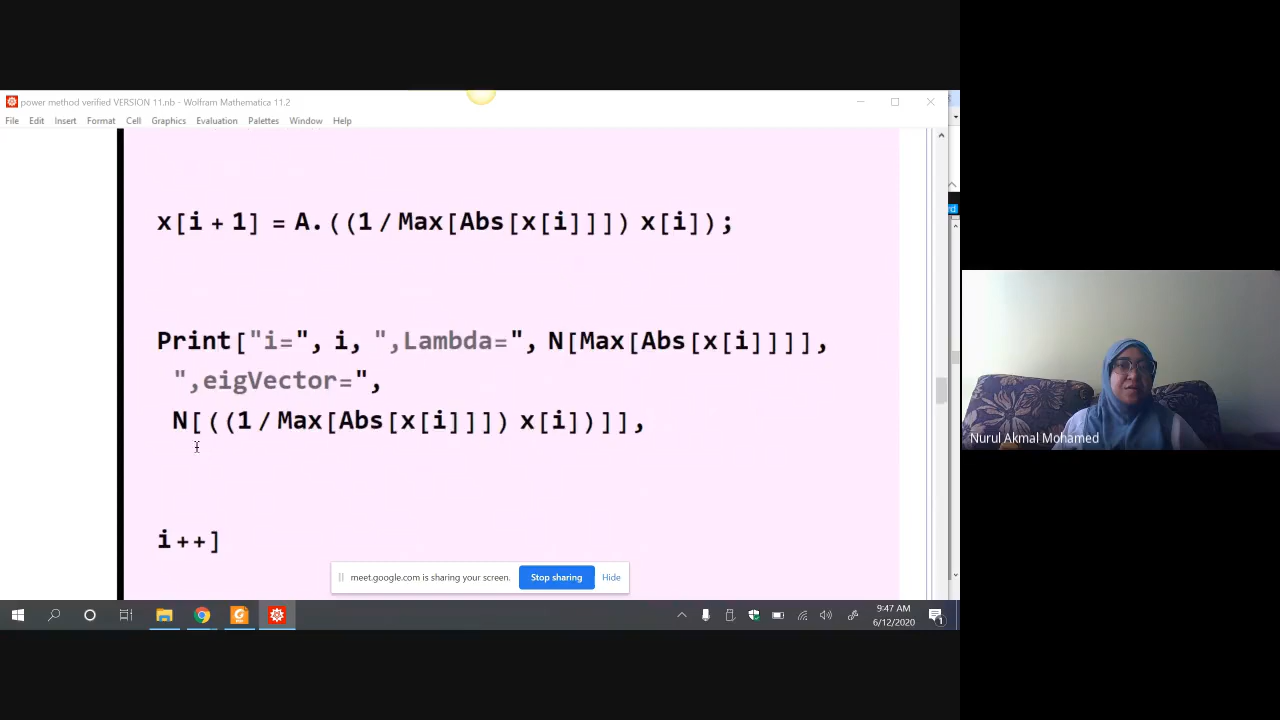 power method verified VERSION 11.nb - Wolfram Mathematica 11.2
File Edit Insert Format Cell Graphics Evaluation Palettes Window Help
x[i + 1] = A.((1 / Max[Abs[x[i]]]) x[i]);
Print["i=", i, ",Lambda=", N[Max[Abs[x[i]]]],
",eigVector=",
N[((1 / Max[Abs[x[i]]]) x[i])]],
i++]
meet.google.com is sharing your screen. Stop sharing Hide
9:47 AM
6/12/2020
1
Nurul Akmal Mohamed